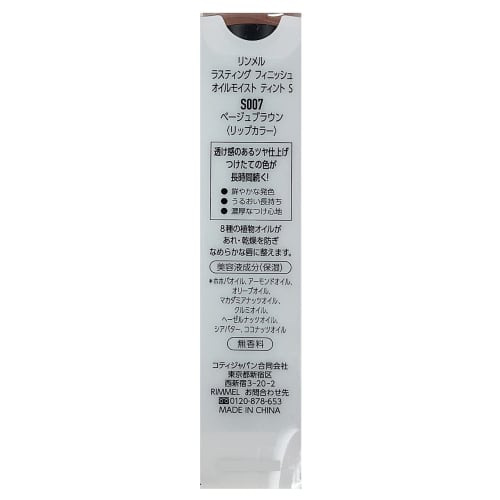 リンメル
ラスティング フィニッシュ
オイルモイスト ティント S
S007
ベージュブラウン
(リップカラー)
透け感のあるツヤ仕上げ
つけたての色が
長時間続く!
● 鮮やかな発色
● うるおい長持ち
● 濃厚なつけ心地
8種の植物オイルが
あれ・乾燥を防ぎ
なめらかな唇に整えます。
美容液成分(保湿)
*ホホバオイル、アーモンドオイル、
オリーブオイル、
マカダミアナッツオイル、
クルミオイル、
ヘーゼルナッツオイル、
シアバター、ココナッツオイル
無香料
コティジャパン合同会社
東京都新宿区
西新宿3-20-2
RIMMEL お問合わせ先
0120-878-653
MADE IN CHINA